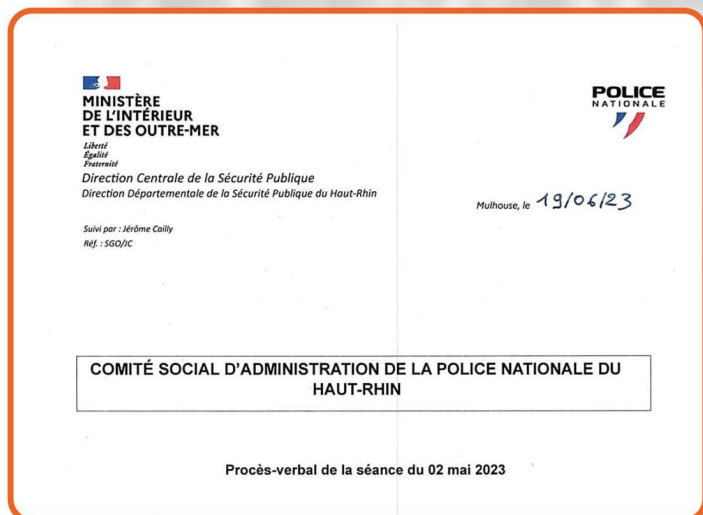 MINISTÈRE
DE L'INTÉRIEUR
ET DES OUTRE-MER
Liberté
Égalité
Fraternité
POLICE
NATIONALE
Direction Centrale de la Sécurité Publique
Direction Départementale de la Sécurité Publique du Haut-Rhin
Mulhouse, le 19/06/23
Suivi par : Jérôme Cailly
Réf. : SGO/JC
COMITÉ SOCIAL D'ADMINISTRATION DE LA POLICE NATIONALE DU
HAUT-RHIN
Procès-verbal de la séance du 02 mai 2023